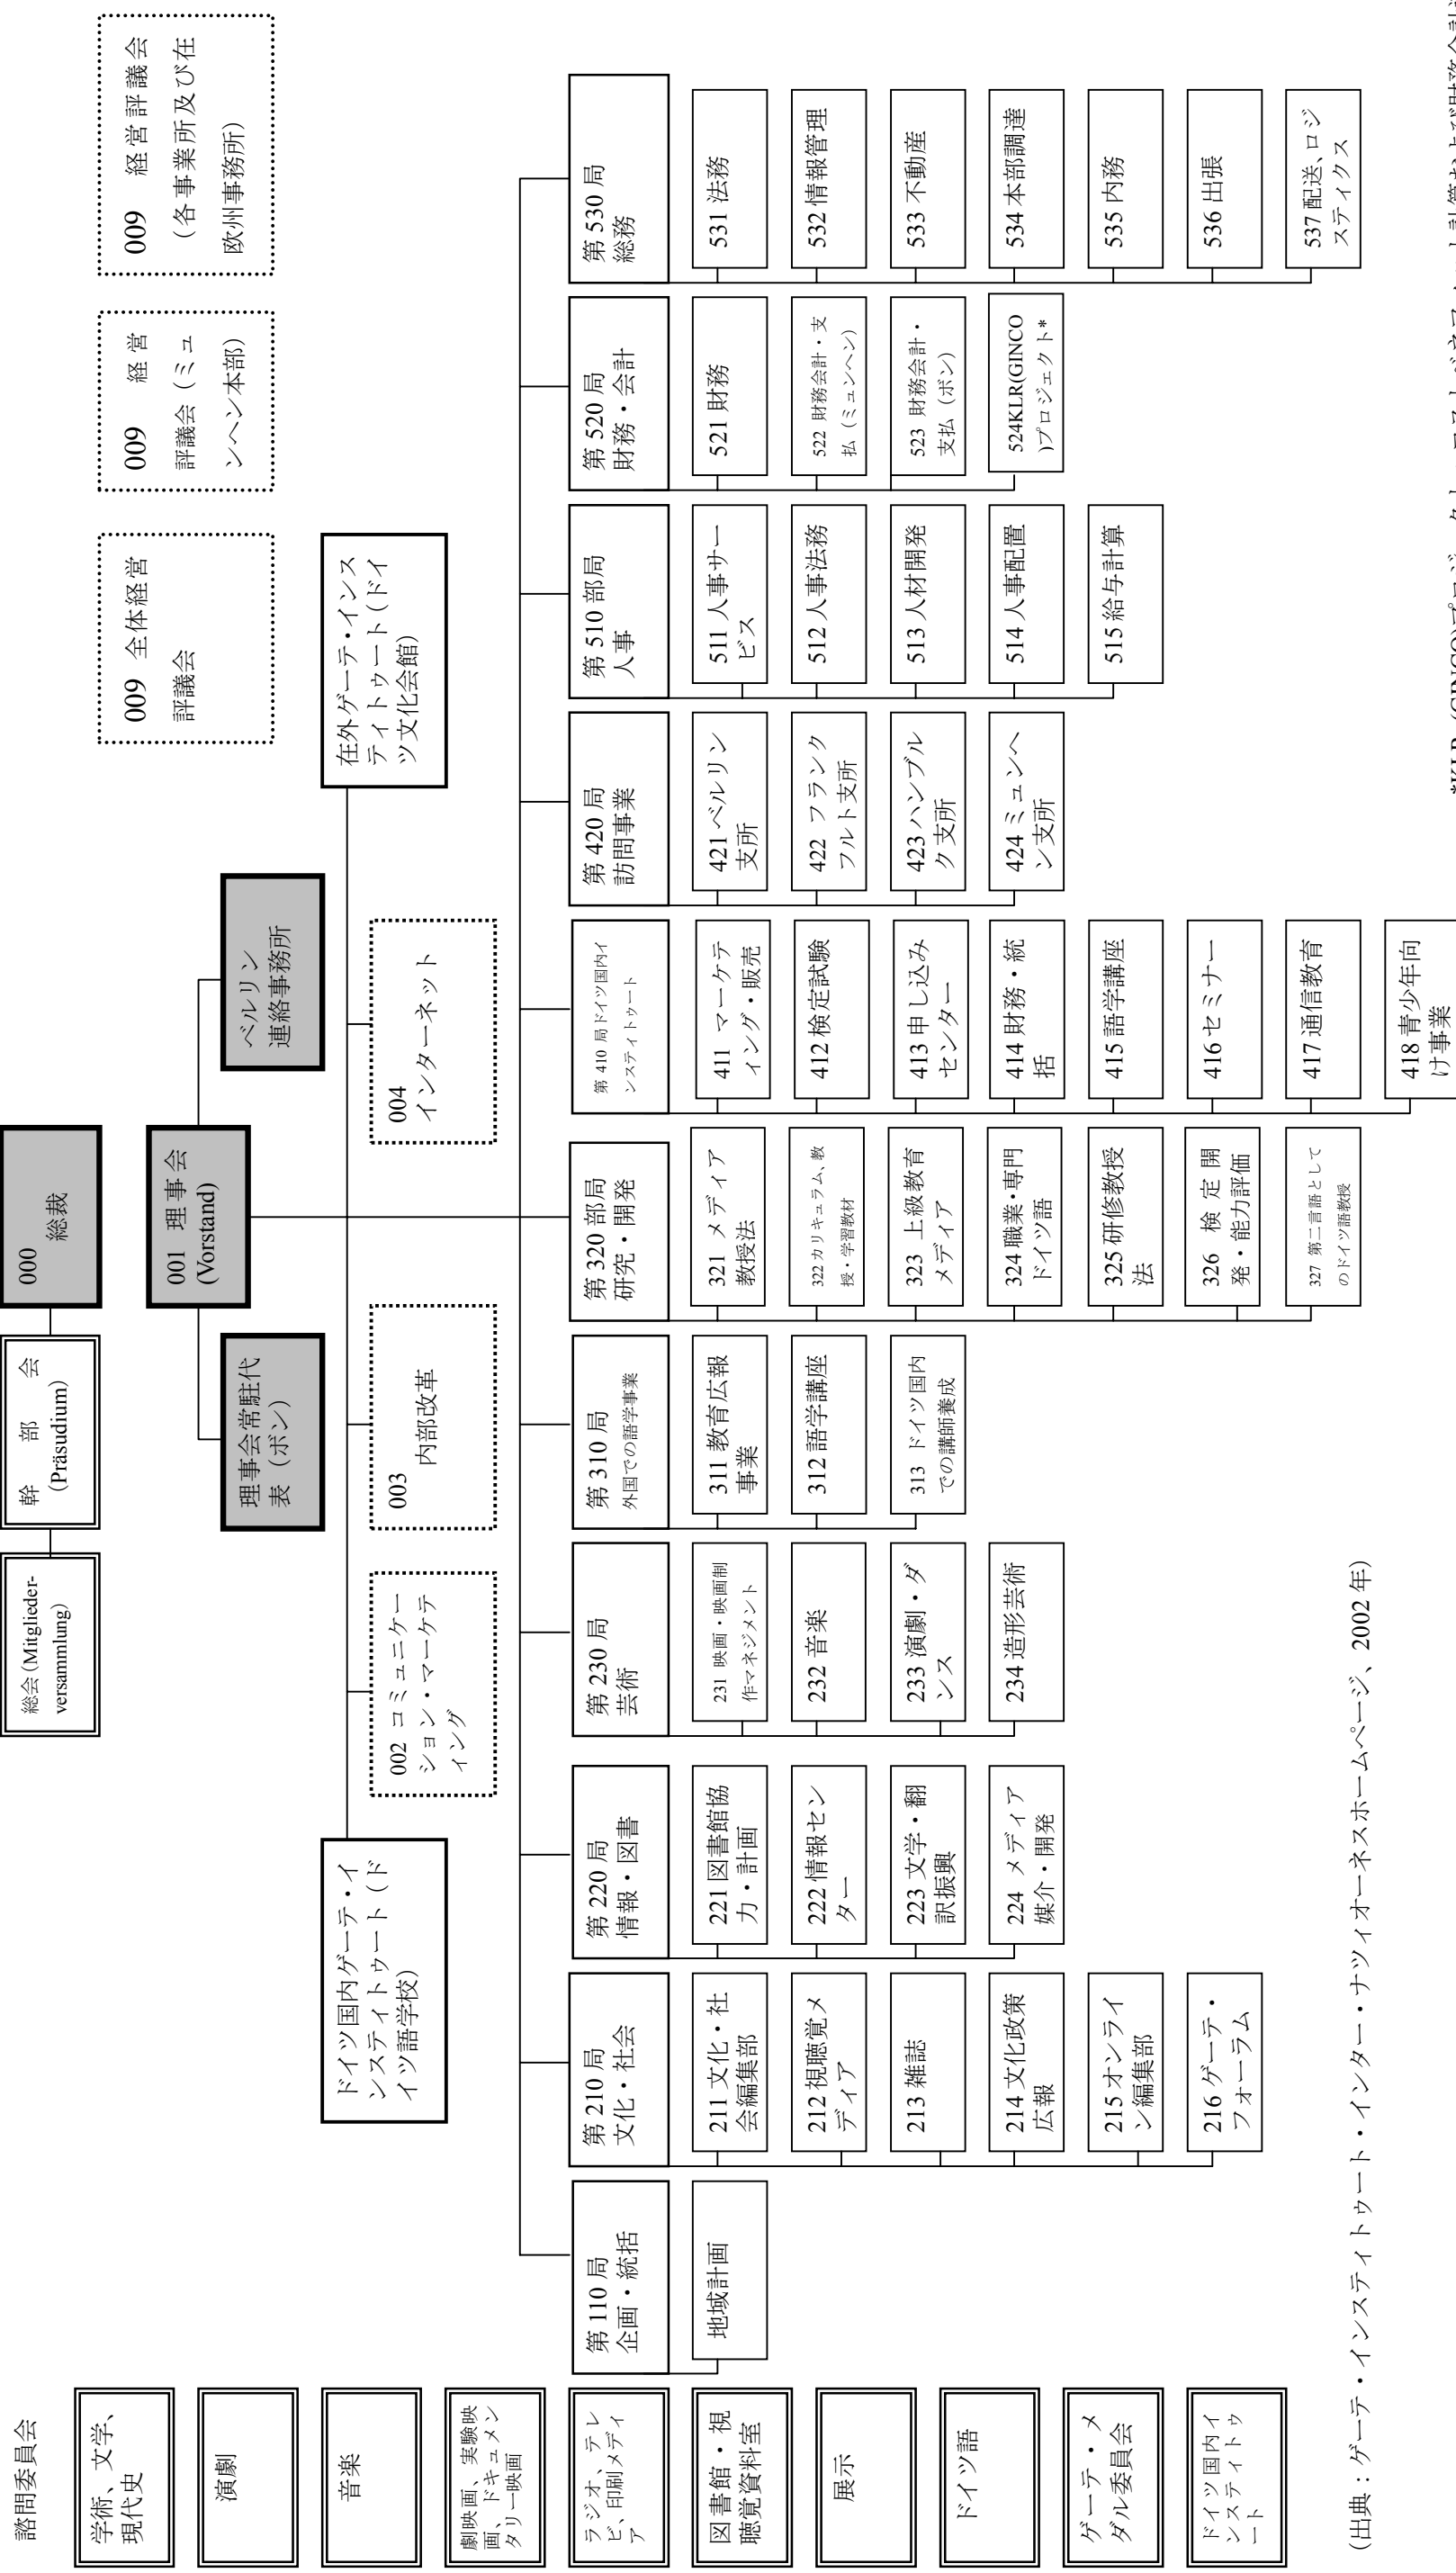 諮問委員会
学術、文学、
現代史
演劇
音楽
劇映画、実験映
画、ドキュメン
タリー映画
ラジオ、テレ
ビ、印刷メディ
ア
図書館・視
聴覚資料室
展示
ドイツ語
ゲーテ・メ
ダル委員会
ドイツ国内イ
ンスティトゥ
ート
総会(Mitglieder-
versammlung)
幹部会
(Präsudium)
000
総裁
理事会常駐代
表（ボン）
001 理事会
(Vorstand)
ベルリン
連絡事務所
009 全体経営
評議会
009 経営
評議会（ミュ
ンヘン本部）
009 経営評議会
（各事業所及び在
欧州事務所）
ドイツ国内ゲーテ・イ
ンスティトゥート（ド
イツ語学校）
002 コミュニケー
ション・マーケテ
ィング
003
内部改革
004
インターネット
在外ゲーテ・インス
ティトゥート（ドイ
ツ文化会館）
第 110 局
企画・統括
地域計画
第 210 局
文化・社会
211 文化・社
会編集部
212 視聴覚メ
ディア
213 雑誌
214 文化政策
広報
215 オンライ
ン編集部
216 ゲーテ・
フォーラム
第 220 局
情報・図書
221 図書館協
力・計画
222 情報セン
ター
223 文学・翻
訳振興
224 メディア
媒介・開発
第 230 局
芸術
231 映画・映画制
作マネジメント
232 音楽
233 演劇・ダ
ンス
234 造形芸術
第 310 局
外国での語学事業
311 教育広報
事業
312 語学講座
313 ドイツ国内
での講師養成
第 320 部局
研究・開発
321 メディア
教授法
322 カリキュラム、教
授・学習教材
323 上級教育
メディア
324 職業・専門
ドイツ語
325 研修教授
法
326 検定開
発・能力評価
327 第二言語として
のドイツ語教授
第 410 局ドイツ国内イ
ンスティトゥート
411 マーケテ
ィング・販売
412 検定試験
413 申し込み
センター
414 財務・統
括
415 語学講座
416 セミナー
417 通信教育
418 青少年向
け事業
第 420 局
訪問事業
421 ベルリン
支所
422 フランク
フルト支所
423 ハンブル
ク支所
424 ミュンヘ
ン支所
第 510 部局
人事
511 人事サー
ビス
512 人事法務
513 人材開発
514 人事配置
515 給与計算
第 520 局
財務・会計
521 財務
522 財務会計・支
払（ミュンヘン）
523 財務会計・
支払（ボン）
524KLR(GINCO
)プロジェクト*
第 530 局
総務
531 法務
532 情報管理
533 不動産
534 本部調達
535 内務
536 出張
537 配送、ロジ
スティクス
（出典：ゲーテ・インスティトゥート・インター・ナツィオーネスホームページ、2002 年）